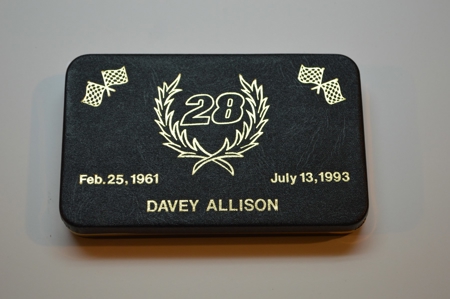 28
Feb. 25, 1961 July 13, 1993
DAVEY ALLISON